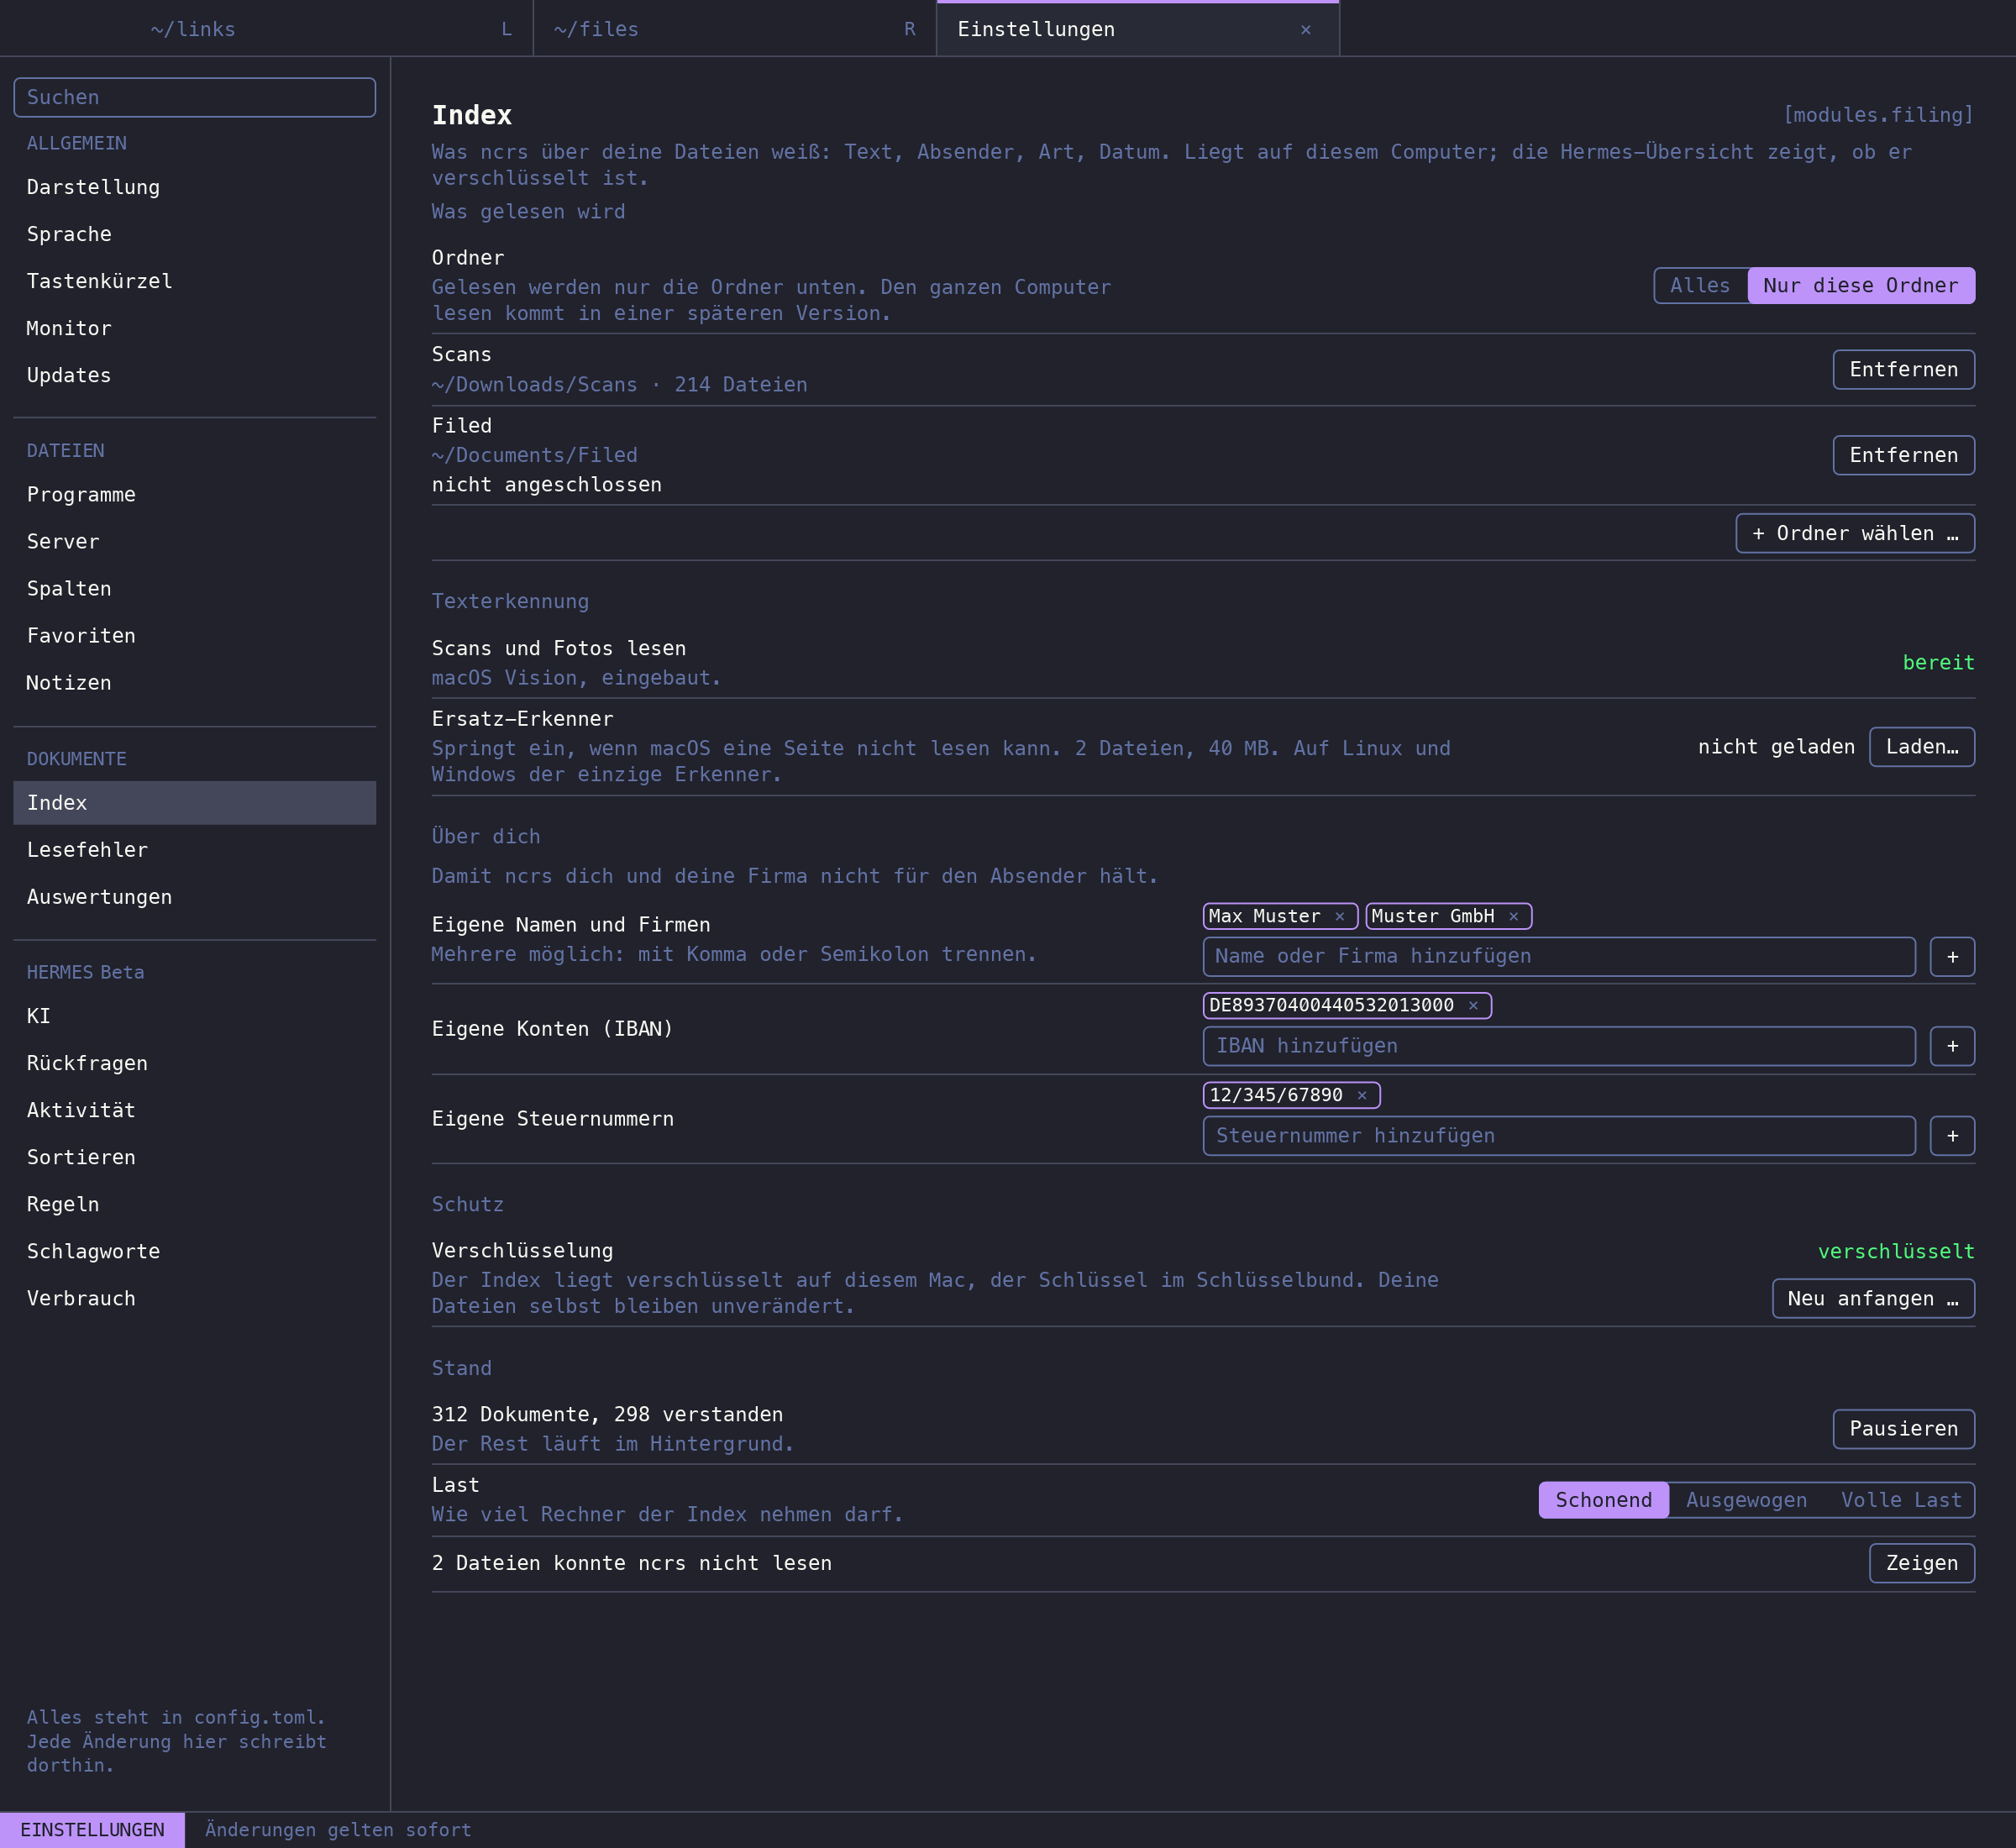 ~/links L ~/files R Einstellungen ×
Suchen
ALLGEMEIN
Darstellung
Sprache
Tastenkürzel
Monitor
Updates
DATEIEN
Programme
Server
Spalten
Favoriten
Notizen
DOKUMENTE
Index
Lesefehler
Auswertungen
HERMES Beta
KI
Rückfragen
Aktivität
Sortieren
Regeln
Schlagworte
Verbrauch
Alles steht in config.toml.
Jede Änderung hier schreibt
dorthin.
Index [modules.filing]
Was ncrs über deine Dateien weiß: Text, Absender, Art, Datum. Liegt auf diesem Computer; die Hermes-Übersicht zeigt, ob er
verschlüsselt ist.
Was gelesen wird
Ordner
Gelesen werden nur die Ordner unten. Den ganzen Computer
lesen kommt in einer späteren Version.
Alles Nur diese Ordner
Scans
~/Downloads/Scans · 214 Dateien
Entfernen
Filed
~/Documents/Filed
nicht angeschlossen
Entfernen
+ Ordner wählen …
Texterkennung
Scans und Fotos lesen
macOS Vision, eingebaut.
bereit
Ersatz-Erkenner
Springt ein, wenn macOS eine Seite nicht lesen kann. 2 Dateien, 40 MB. Auf Linux und
Windows der einzige Erkenner.
nicht geladen Laden…
Über dich
Damit ncrs dich und deine Firma nicht für den Absender hält.
Eigene Namen und Firmen
Mehrere möglich: mit Komma oder Semikolon trennen.
Max Muster × Muster GmbH ×
Name oder Firma hinzufügen +
Eigene Konten (IBAN)
DE89370400440532013000 ×
IBAN hinzufügen +
Eigene Steuernummern
12/345/67890 ×
Steuernummer hinzufügen +
Schutz
Verschlüsselung
Der Index liegt verschlüsselt auf diesem Mac, der Schlüssel im Schlüsselbund. Deine
Dateien selbst bleiben unverändert.
verschlüsselt
Neu anfangen …
Stand
312 Dokumente, 298 verstanden
Der Rest läuft im Hintergrund.
Pausieren
Last
Wie viel Rechner der Index nehmen darf.
Schonend Ausgewogen Volle Last
2 Dateien konnte ncrs nicht lesen
Zeigen
EINSTELLUNGEN Änderungen gelten sofort